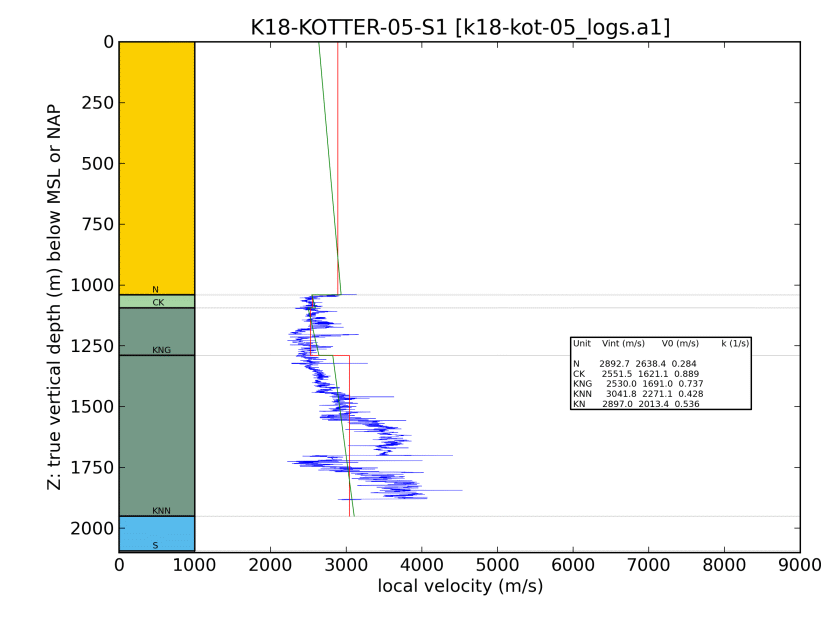 K18-KOTTER-05-S1 [k18-kot-05_logs.a1]
Z: true vertical depth (m) below MSL or NAP
0
250
500
750
1000
1250
1500
1750
2000
N
CK
KNG
KNN
S
Unit Vint (m/s) V0 (m/s) k (1/s)
N 2892.7 2638.4 0.284
CK 2551.5 1621.1 0.889
KNG 2530.0 1691.0 0.737
KNN 3041.8 2271.1 0.428
KN 2897.0 2013.4 0.536
0 1000 2000 3000 4000 5000 6000 7000 8000 9000
local velocity (m/s)